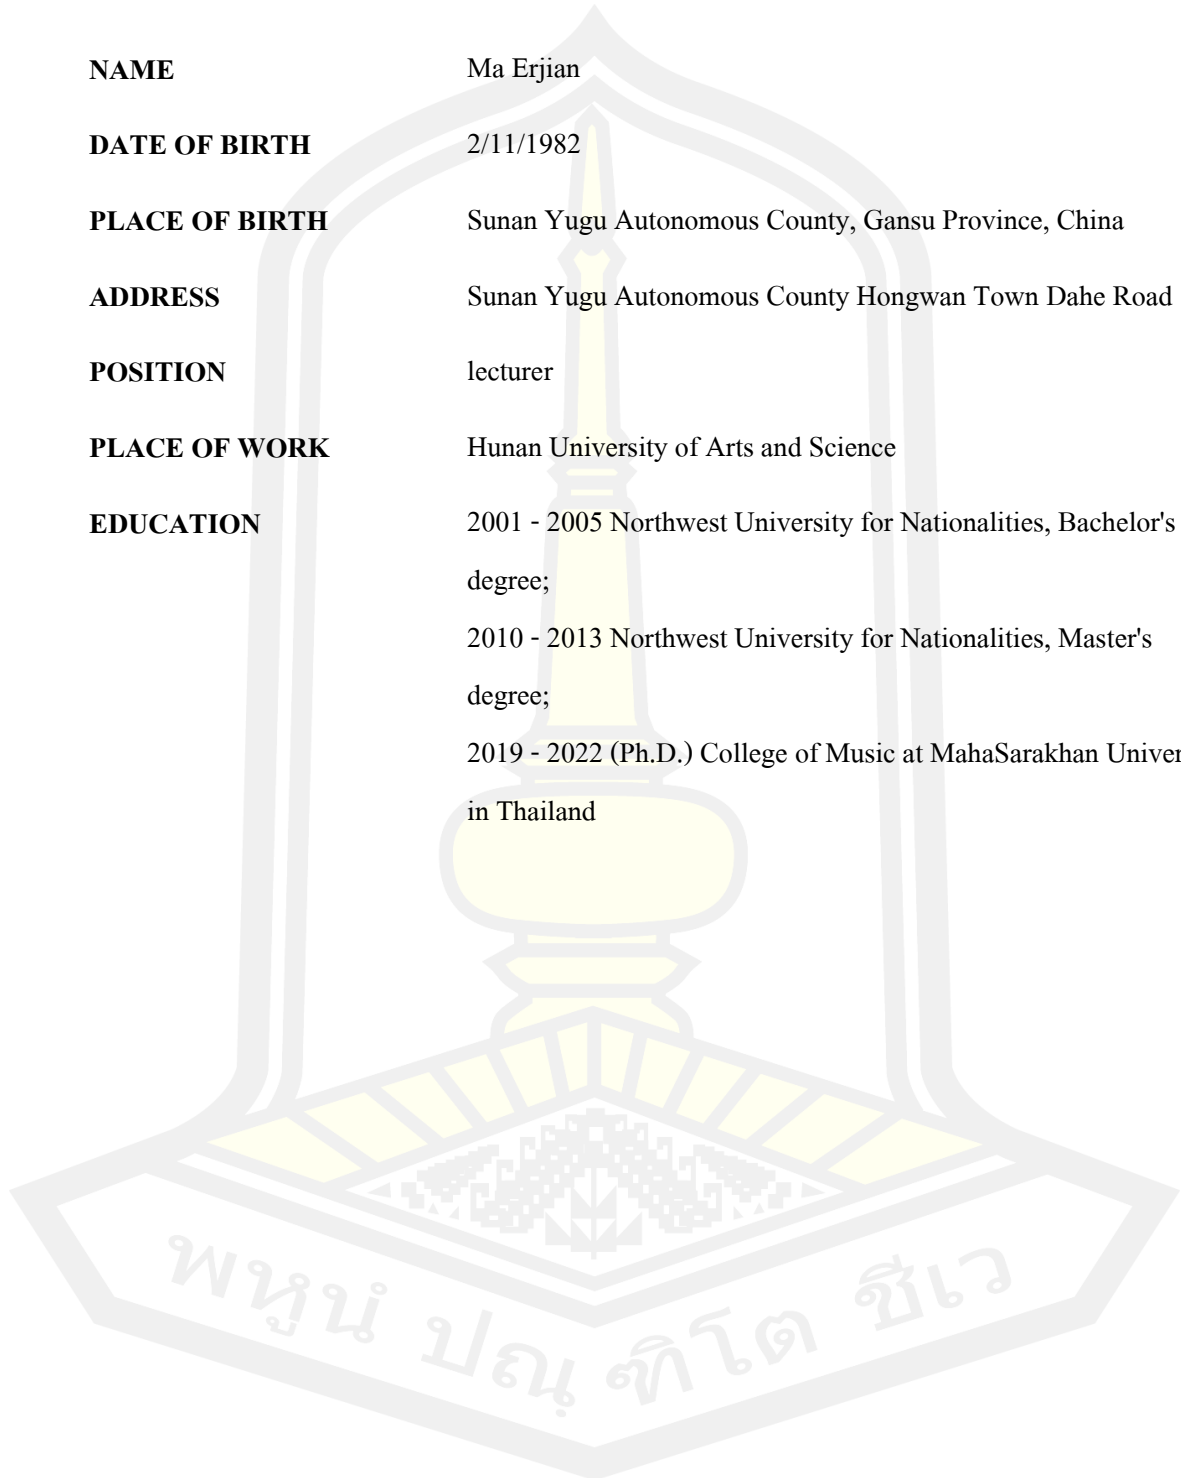 NAME Ma Erjian
DATE OF BIRTH 2/11/1982
PLACE OF BIRTH Sunan Yugu Autonomous County, Gansu Province, China
ADDRESS Sunan Yugu Autonomous County Hongwan Town Dahe Road
POSITION lecturer
PLACE OF WORK Hunan University of Arts and Science
EDUCATION 2001 - 2005 Northwest University for Nationalities, Bachelor's
degree;
2010 - 2013 Northwest University for Nationalities, Master's
degree;
2019 - 2022 (Ph.D.) College of Music at MahaSarakhan Univer
in Thailand
พหูนํ ปณฺ ฑิโต ชีเว